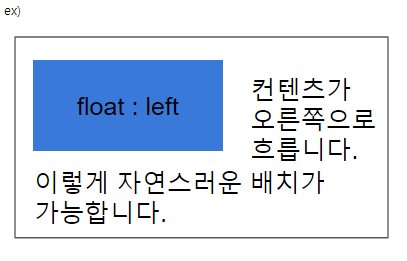 ex)
float : left
컨텐츠가
오른쪽으로
흐릅니다.
이렇게 자연스러운 배치가
가능합니다.